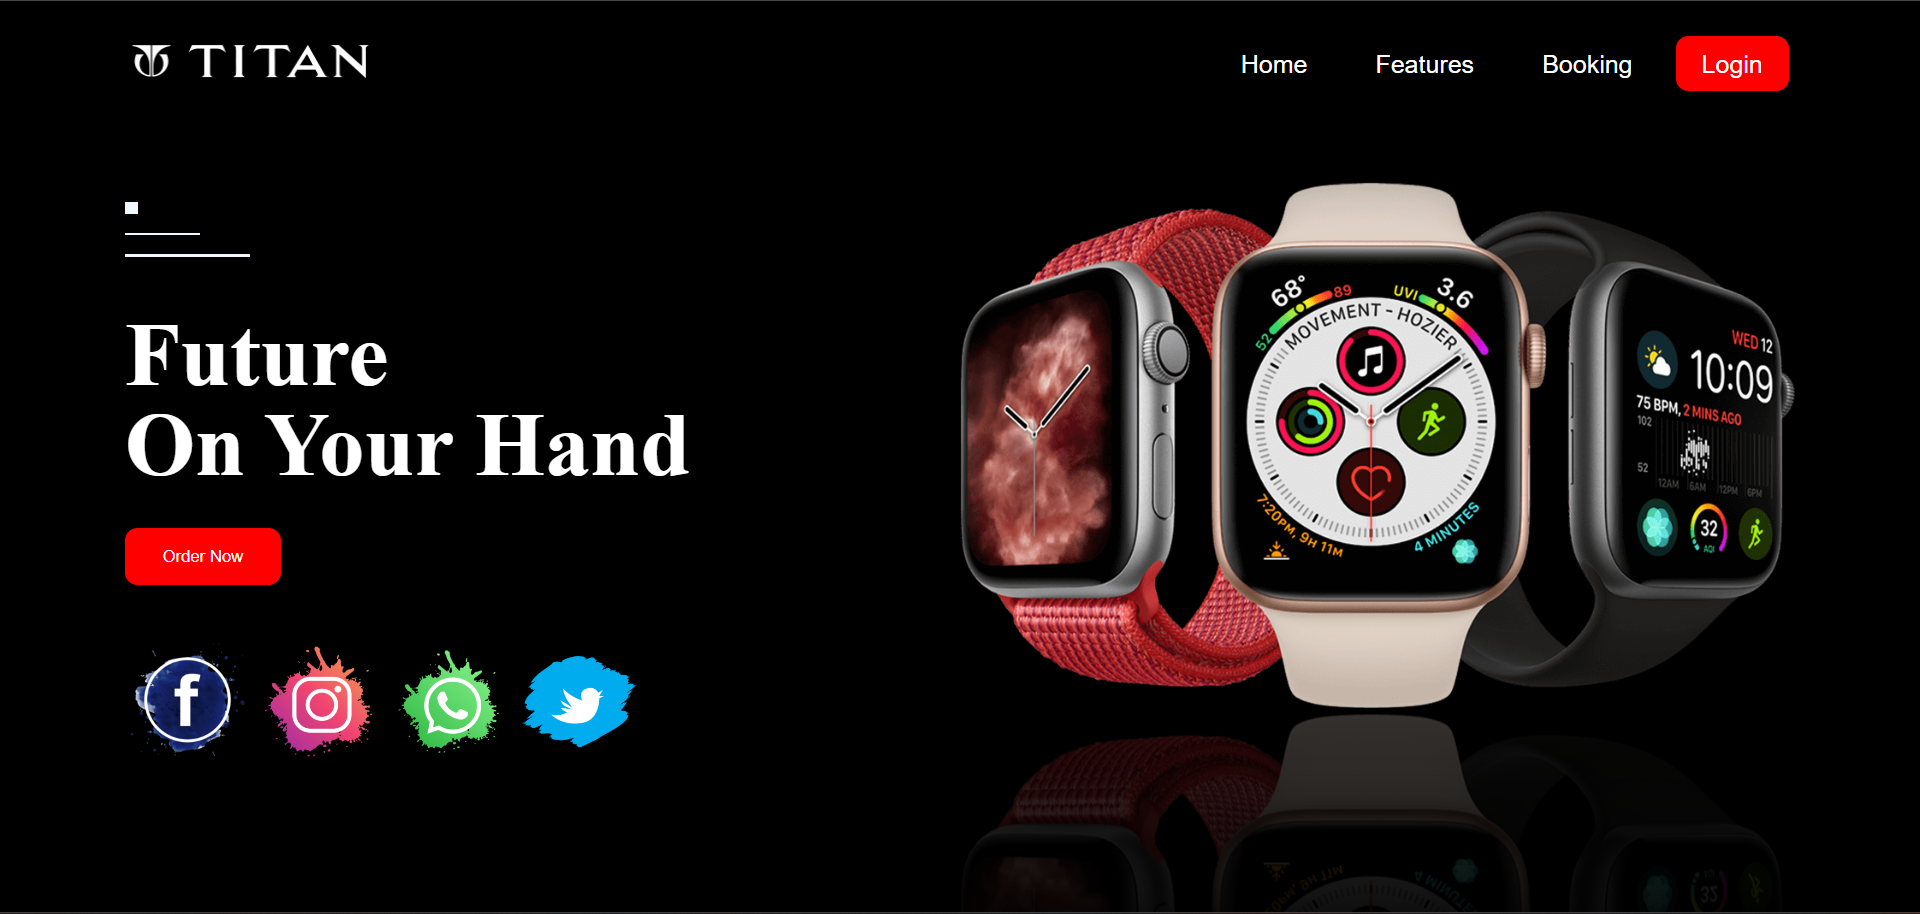 TITAN
Home
Features
Booking
Login
Future
On Your Hand
Order Now
68°
52
89
UVI
3.6
MOVEMENT - HOZIER
7:20PM, 9H 11M
4 MINUTES
WED 12
10:09
75 BPM, 2 MINS AGO
102
52
12AM
6AM
12PM
6PM
32
AQI